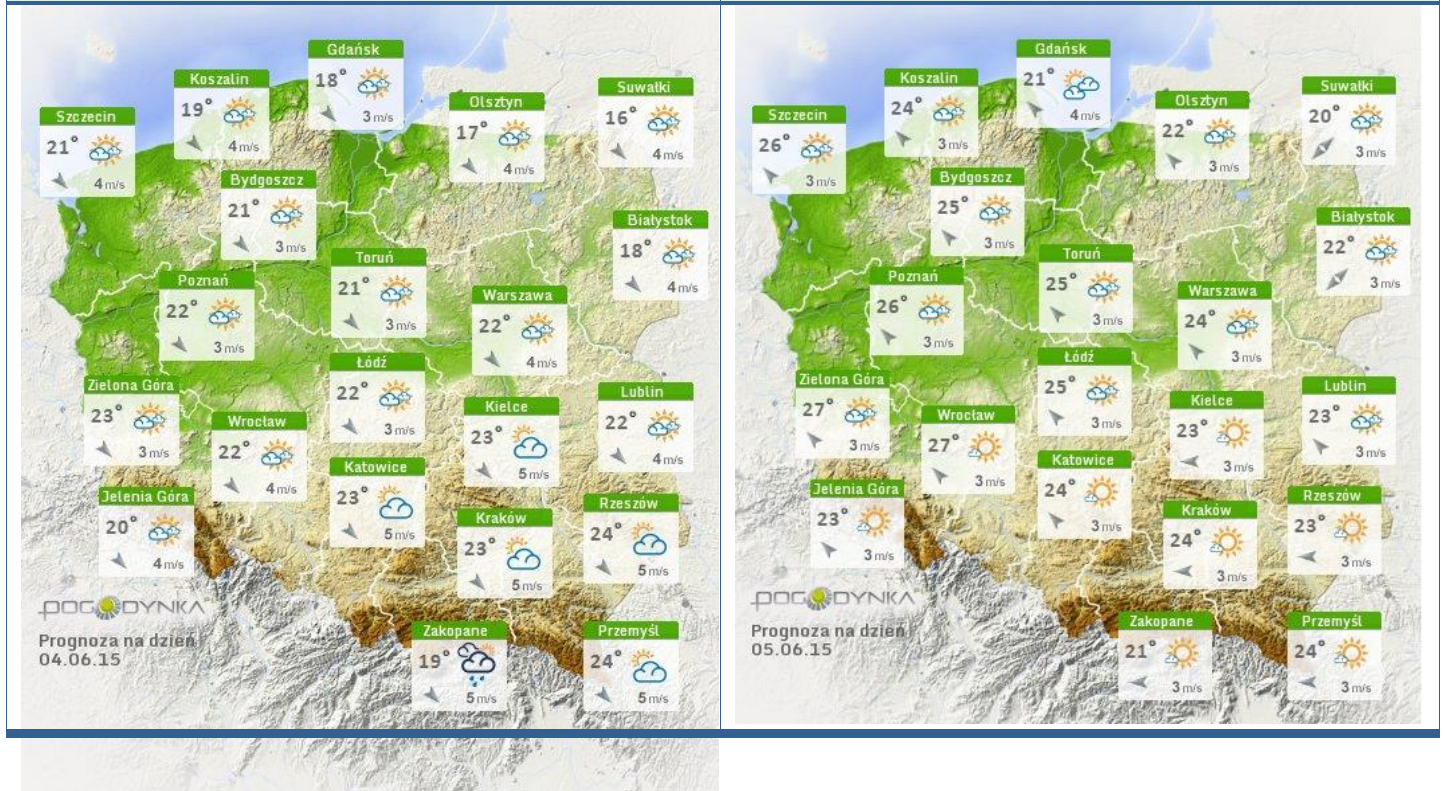 Gdańsk
18°
3 m/s
Koszalin
19°
4 m/s
Szczecin
21°
4 m/s
Olsztyn
17°
4 m/s
Suwałki
16°
4 m/s
Bydgoszcz
21°
3 m/s
Białystok
18°
4 m/s
Toruń
21°
3 m/s
Poznań
22°
3 m/s
Warszawa
22°
4 m/s
Łódź
22°
3 m/s
Zielona Góra
23°
3 m/s
Wrocław
22°
4 m/s
Kielce
23°
5 m/s
Lublin
22°
4 m/s
Katowice
23°
5 m/s
Jelenia Góra
20°
4 m/s
Kraków
23°
5 m/s
Rzeszów
24°
5 m/s
Zakopane
19°
5 m/s
Przemyśl
24°
5 m/s
POGODYNKA
Prognoza na dzień
04.06.15
Gdańsk
21°
4 m/s
Koszalin
24°
3 m/s
Szczecin
26°
3 m/s
Olsztyn
22°
3 m/s
Suwałki
20°
3 m/s
Bydgoszcz
25°
3 m/s
Białystok
22°
3 m/s
Toruń
25°
3 m/s
Poznań
26°
3 m/s
Warszawa
24°
3 m/s
Łódź
25°
3 m/s
Zielona Góra
27°
3 m/s
Wrocław
27°
3 m/s
Kielce
23°
3 m/s
Lublin
23°
3 m/s
Katowice
24°
3 m/s
Jelenia Góra
23°
3 m/s
Kraków
24°
3 m/s
Rzeszów
23°
3 m/s
Zakopane
21°
3 m/s
Przemyśl
24°
3 m/s
POGODYNKA
Prognoza na dzień
05.06.15